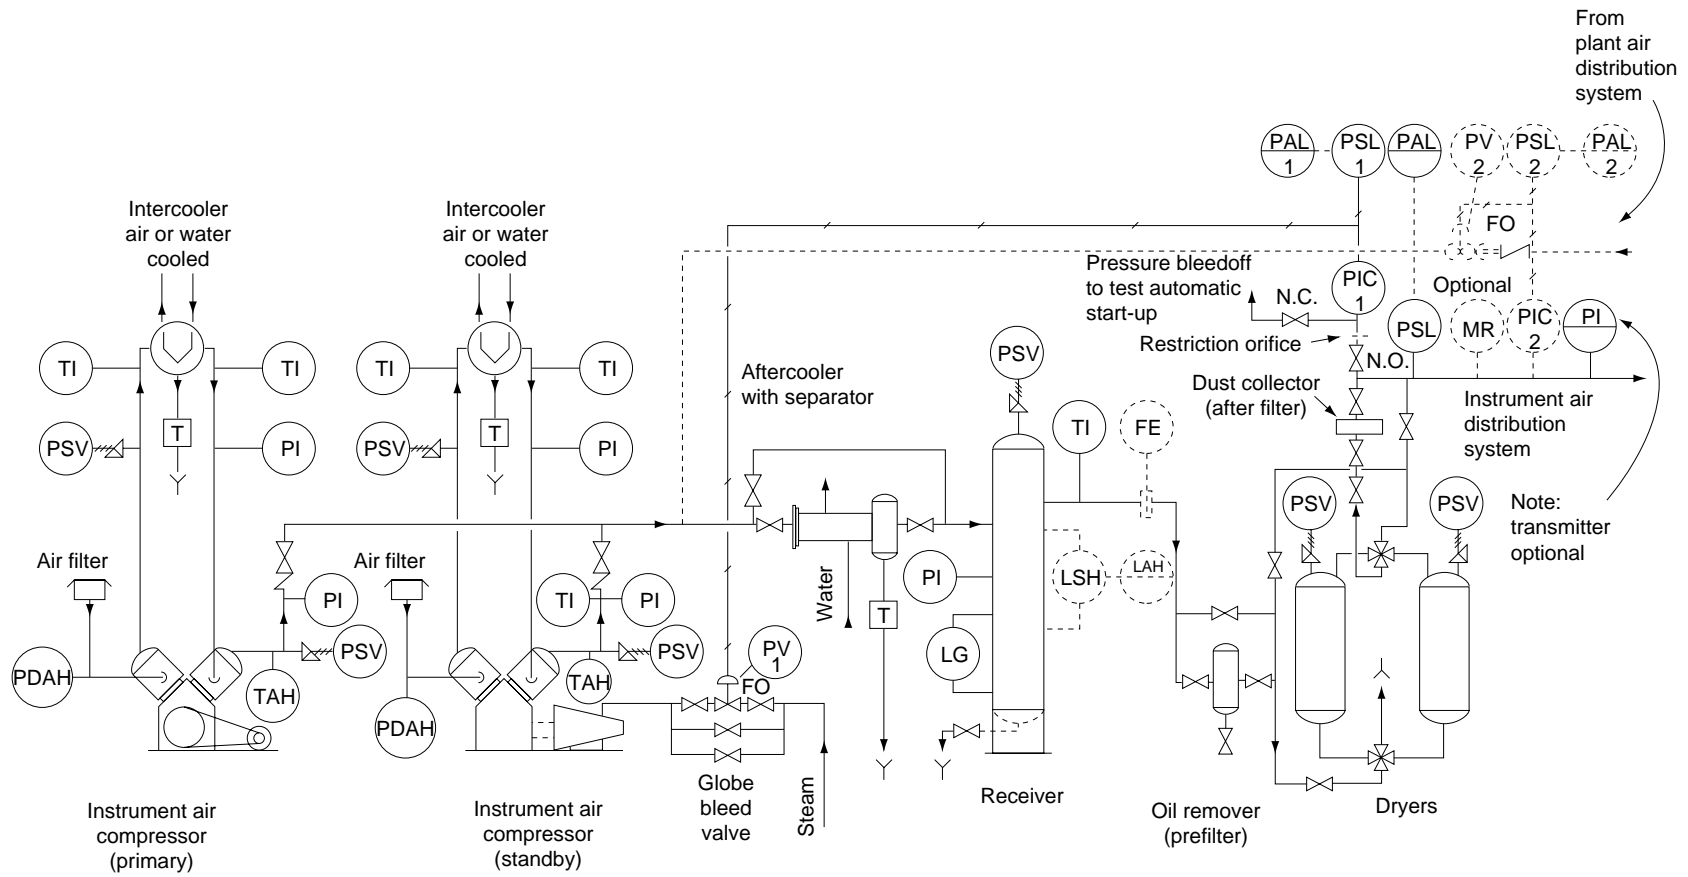 From
plant air
distribution
system
PAL
1
PSL
1
PAL
PV
2
PSL
2
PAL
2
Intercooler
air or water
cooled
Intercooler
air or water
cooled
FO
Pressure bleedoff
to test automatic
start-up
N.C.
PIC
1
Optional
PSL
MR
PIC
2
PI
Restriction orifice
N.O.
TI
TI
TI
TI
PSV
Aftercooler
with separator
Dust collector
(after filter)
Instrument air
distribution
system
PSV
T
PI
PSV
T
PI
TI
FE
PSV
PSV
Note:
transmitter
optional
Air filter
Air filter
PI
TI
PI
Water
T
PI
LSH
LAH
PDAH
TAH
PSV
PDAH
TAH
PSV
PV
1
FO
LG
Globe
bleed
valve
Steam
Receiver
Oil remover
(prefilter)
Dryers
Instrument air
compressor
(primary)
Instrument air
compressor
(standby)